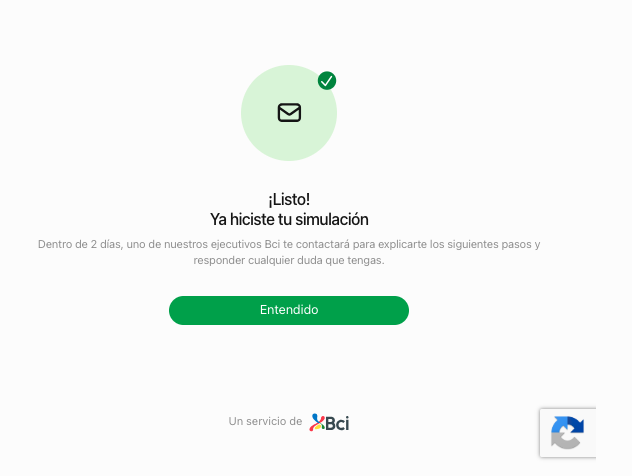 ¡Listo!
Ya hiciste tu simulación
Dentro de 2 días, uno de nuestros ejecutivos Bci te contactará para explicarte los siguientes pasos y
responder cualquier duda que tengas.
Entendido
Un servicio de Bci